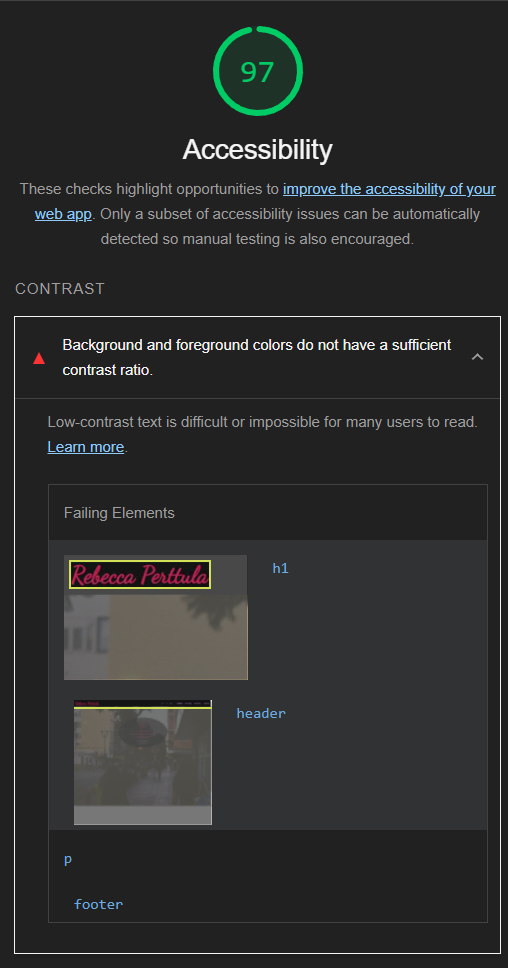 97
Accessibility
These checks highlight opportunities to improve the accessibility of your
web app. Only a subset of accessibility issues can be automatically
detected so manual testing is also encouraged.
CONTRAST
Background and foreground colors do not have a sufficient
contrast ratio.
Low-contrast text is difficult or impossible for many users to read.
Learn more.
Failing Elements
Rebecca Perttula
h1
header
p
footer